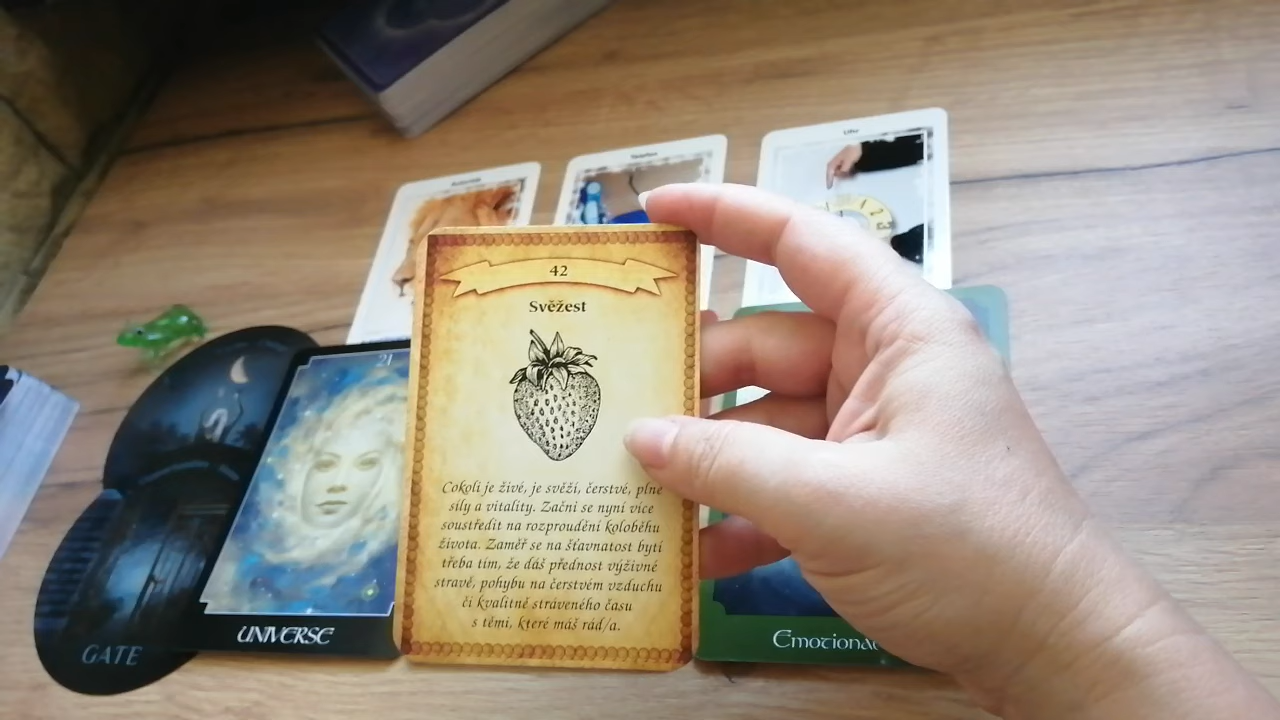 Telefon
Uhr
42
Svěžest
Cokoli je živé, je svěží, čerstvé, plné
síly a vitality. Začni se nyní více
soustředit na rozproudění koloběhu
života. Zaměř se na šťavnatost bytí
třeba tím, že dáš přednost výživné
stravě, pohybu na čerstvém vzduchu
či kvalitně stráveného času
s těmi, které máš rád/a.
21
UNIVERSE
GATE
Emotional